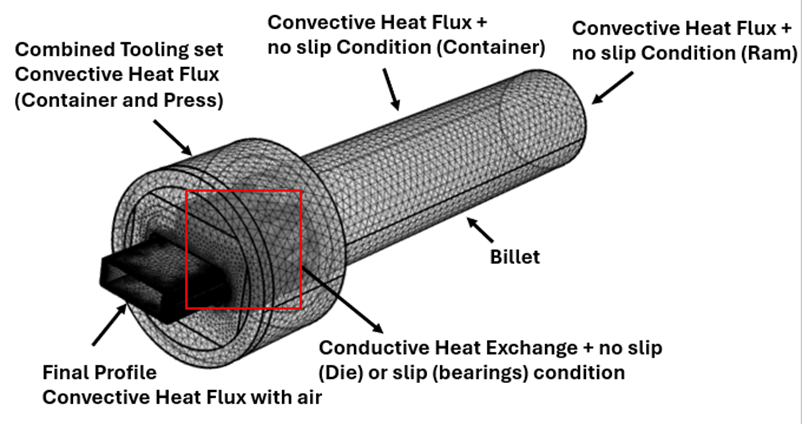 Convective Heat Flux +
no slip Condition (Container)
Convective Heat Flux +
no slip Condition (Ram)
Combined Tooling set
Convective Heat Flux
(Container and Press)
Billet
Conductive Heat Exchange + no slip
(Die) or slip (bearings) condition
Final Profile
Convective Heat Flux with air